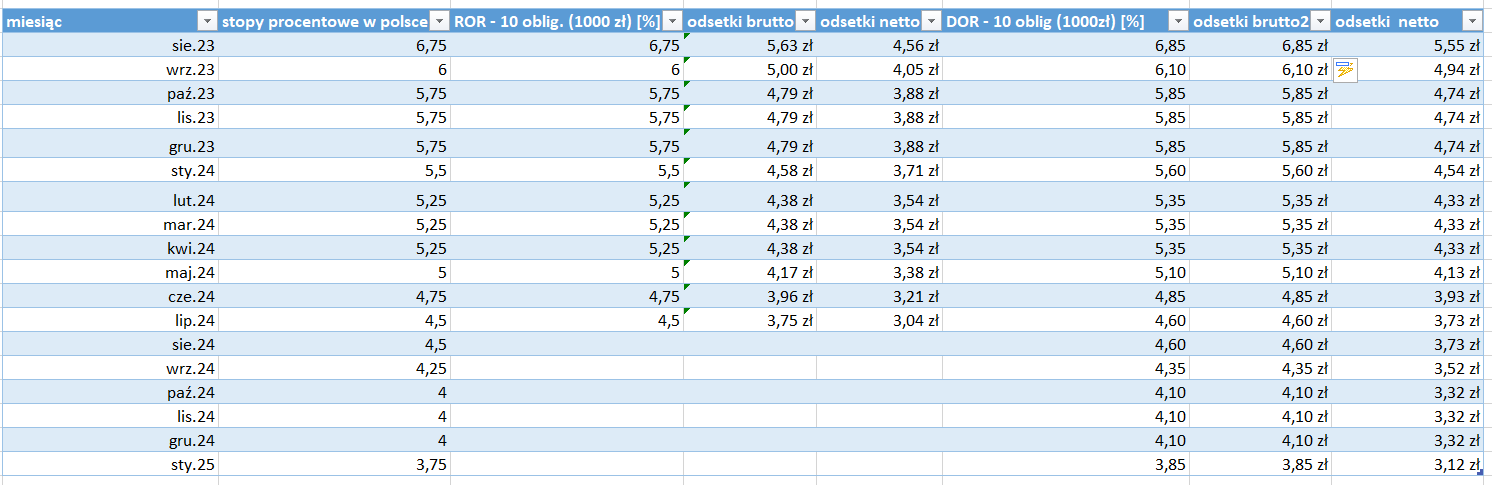 miesiąc stopy procentowe w polsce ROR - 10 oblig. (1000 zł) [%] odsetki brutto odsetki netto DOR - 10 oblig (1000zł) [%] odsetki brutto2 odsetki netto
sie.23 6,75 6,75 5,63 zł 4,56 zł 6,85 6,85 zł 5,55 zł
wrz.23 6 6 5,00 zł 4,05 zł 6,10 6,10 zł 4,94 zł
paź.23 5,75 5,75 4,79 zł 3,88 zł 5,85 5,85 zł 4,74 zł
lis.23 5,75 5,75 4,79 zł 3,88 zł 5,85 5,85 zł 4,74 zł
gru.23 5,75 5,75 4,79 zł 3,88 zł 5,85 5,85 zł 4,74 zł
sty.24 5,5 5,5 4,58 zł 3,71 zł 5,60 5,60 zł 4,54 zł
lut.24 5,25 5,25 4,38 zł 3,54 zł 5,35 5,35 zł 4,33 zł
mar.24 5,25 5,25 4,38 zł 3,54 zł 5,35 5,35 zł 4,33 zł
kwi.24 5,25 5,25 4,38 zł 3,54 zł 5,35 5,35 zł 4,33 zł
maj.24 5 5 4,17 zł 3,38 zł 5,10 5,10 zł 4,13 zł
cze.24 4,75 4,75 3,96 zł 3,21 zł 4,85 4,85 zł 3,93 zł
lip.24 4,5 4,5 3,75 zł 3,04 zł 4,60 4,60 zł 3,73 zł
sie.24 4,5 4,60 4,60 zł 3,73 zł
wrz.24 4,25 4,35 4,35 zł 3,52 zł
paź.24 4 4,10 4,10 zł 3,32 zł
lis.24 4 4,10 4,10 zł 3,32 zł
gru.24 4 4,10 4,10 zł 3,32 zł
sty.25 3,75 3,85 3,85 zł 3,12 zł